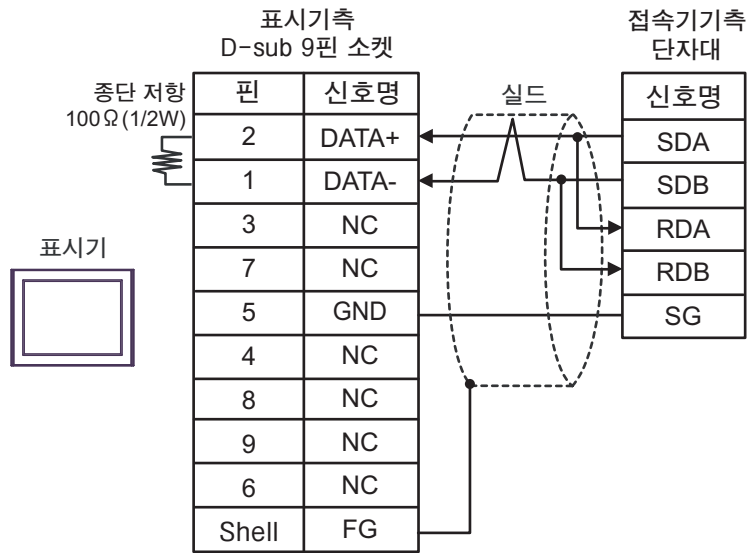 표시기측
D-sub 9핀 소켓
접속기기측
단자대
종단 저항
100Ω(1/2W)
실드
표시기
핀 신호명
2 DATA+
1 DATA-
3 NC
7 NC
5 GND
4 NC
8 NC
9 NC
6 NC
Shell FG
신호명
SDA
SDB
RDA
RDB
SG